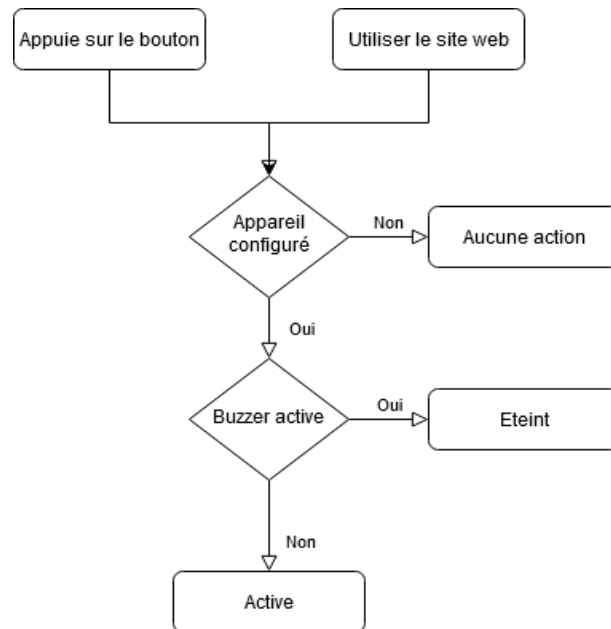 Appuie sur le bouton
Utiliser le site web
Appareil
configuré
Non
Aucune action
Oui
Buzzer active
Oui
Eteint
Non
Active